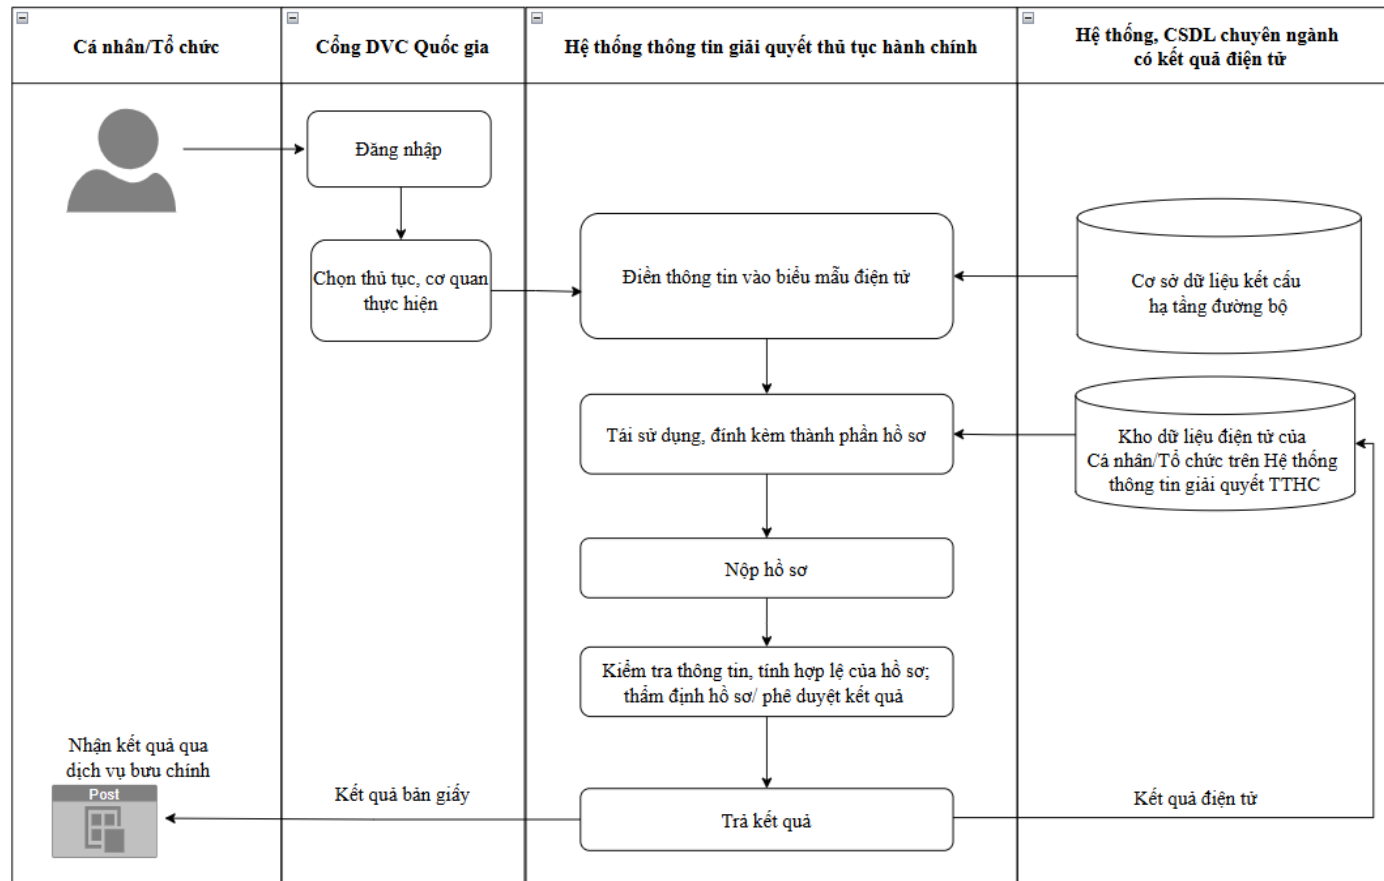 Cá nhân/Tổ chức
Cổng DVC Quốc gia
Hệ thống thông tin giải quyết thủ tục hành chính
Hệ thống, CSDL chuyên ngành
có kết quả điện tử
Đăng nhập
Chọn thủ tục, cơ quan
thực hiện
Điền thông tin vào biểu mẫu điện tử
Cơ sở dữ liệu kết cấu
hạ tầng đường bộ
Tái sử dụng, đính kèm thành phần hồ sơ
Kho dữ liệu điện tử của
Cá nhân/Tổ chức trên Hệ thống
thông tin giải quyết TTHC
Nộp hồ sơ
Kiểm tra thông tin, tính hợp lệ của hồ sơ;
thẩm định hồ sơ/ phê duyệt kết quả
Nhận kết quả qua
dịch vụ bưu chính
Post
Kết quả bản giấy
Trả kết quả
Kết quả điện tử